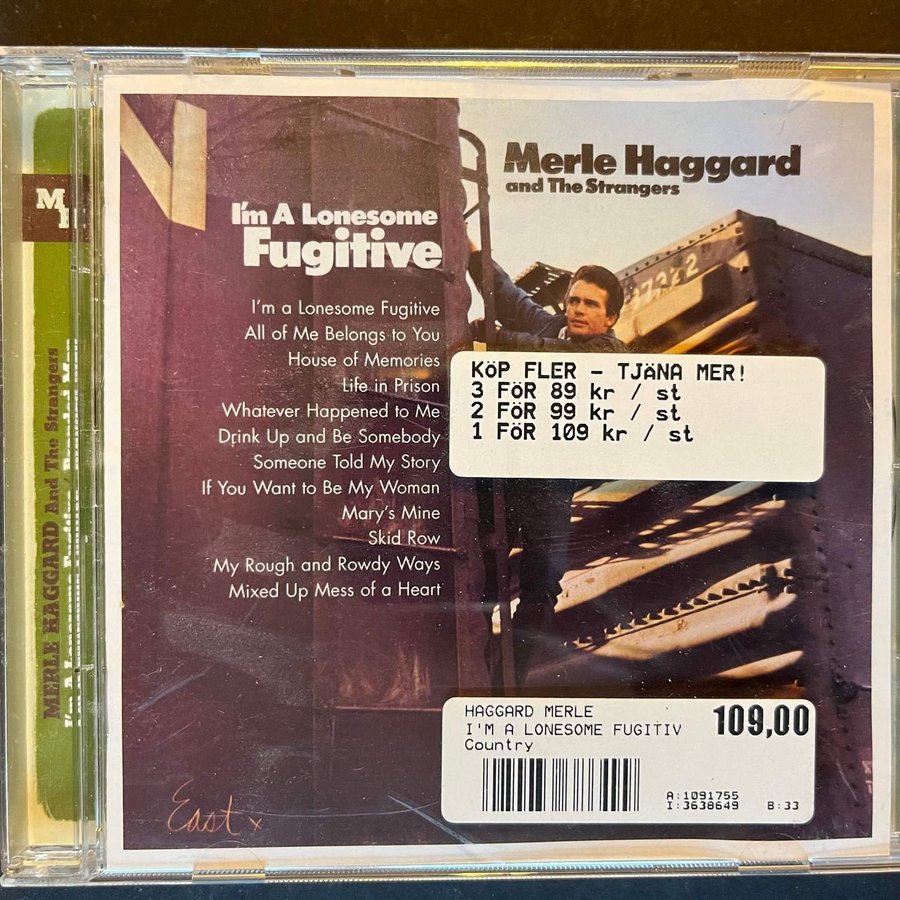 Merle Haggard
and The Strangers
I'm A Lonesome
Fugitive
I'm a Lonesome Fugitive
All of Me Belongs to You
House of Memories
Life in Prison
Whatever Happened to Me
Drink Up and Be Somebody
Someone Told My Story
If You Want to Be My Woman
Mary's Mine
Skid Row
My Rough and Rowdy Ways
Mixed Up Mess of a Heart
KÖP FLER - TJÄNA MER!
3 FÖR 89 kr / st
2 FÖR 99 kr / st
1 FÖR 109 kr / st
HAGGARD MERLE
I'M A LONESOME FUGITIV
Country
109,00
A:1091755
I:3638649
B:33
East
MERLE HAGGARD And The Strangers
I'm A Lonesome Fugitive